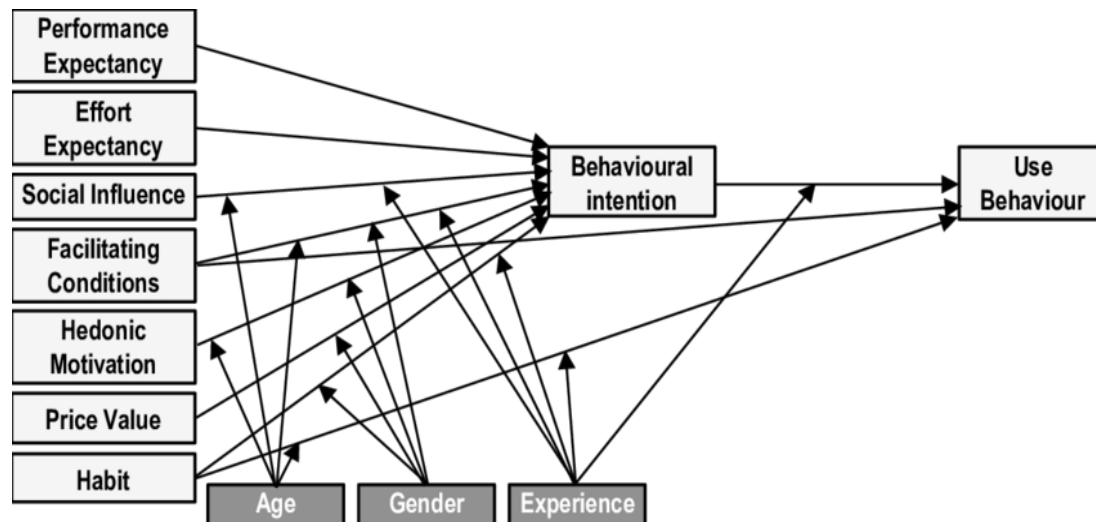 Performance
Expectancy
Effort
Expectancy
Social Influence
Facilitating
Conditions
Hedonic
Motivation
Price Value
Habit
Behavioural
intention
Use
Behaviour
Age
Gender
Experience